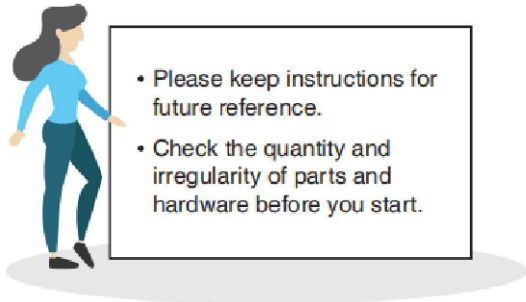 • Please keep instructions for
future reference.
• Check the quantity and
irregularity of parts and
hardware before you start.